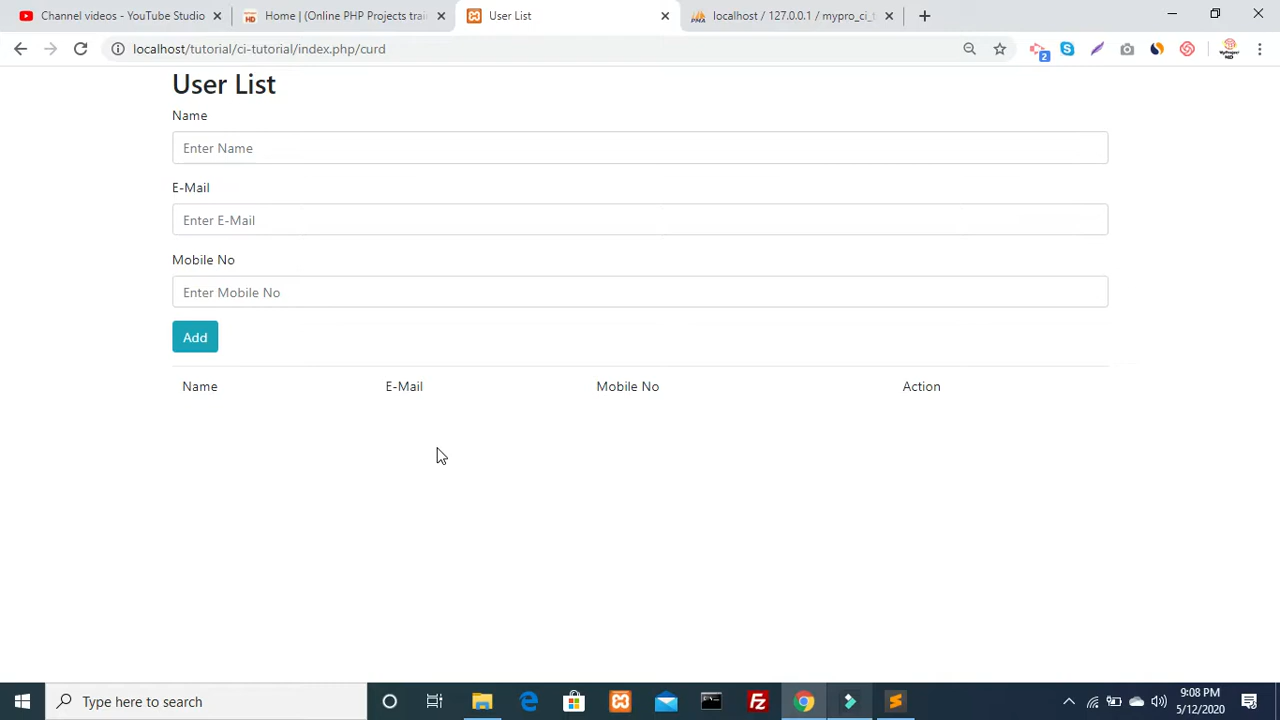 Channel videos - YouTube Studio
Home | (Online PHP Projects trai
User List
localhost / 127.0.0.1 / mypro_ci_t
localhost/tutorial/ci-tutorial/index.php/curd
2
User List
Name
Enter Name
E-Mail
Enter E-Mail
Mobile No
Enter Mobile No
Add
Name E-Mail Mobile No Action
Type here to search
9:08 PM
5/12/2020